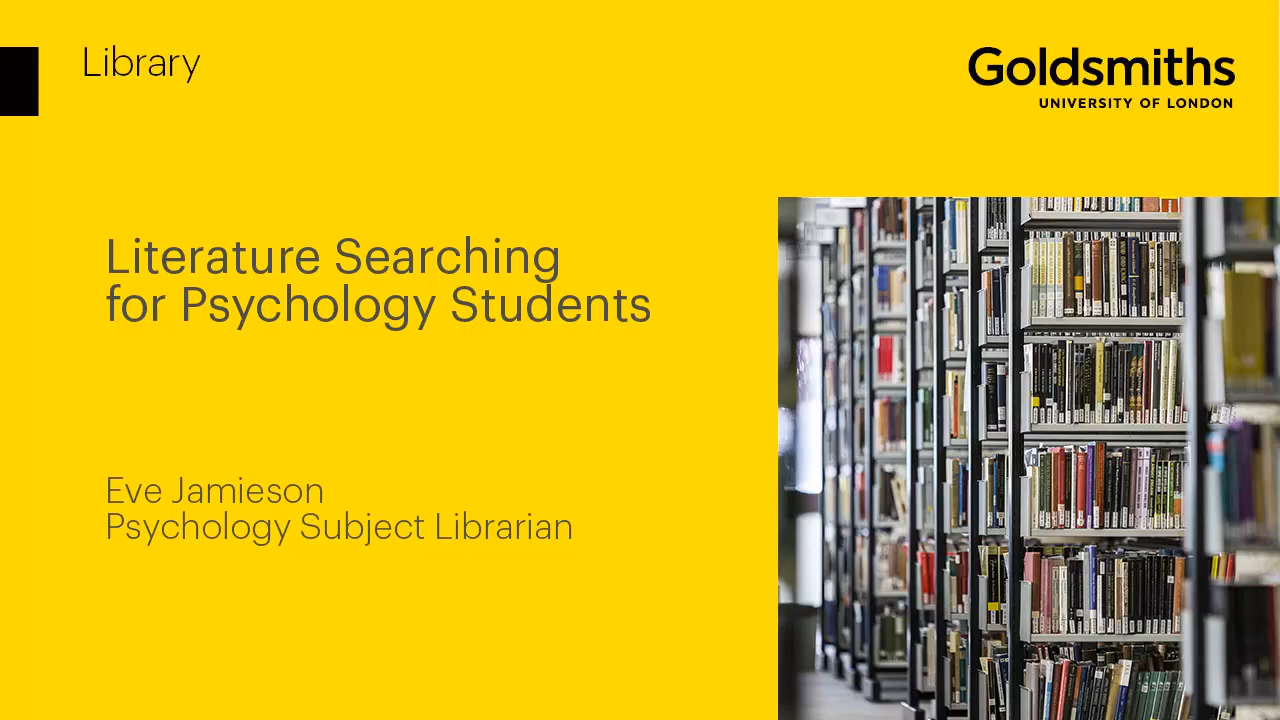 Library
Goldsmiths
UNIVERSITY OF LONDON
Literature Searching
for Psychology Students
Eve Jamieson
Psychology Subject Librarian